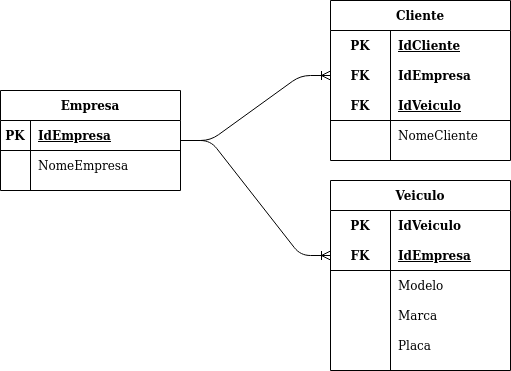 Empresa
PK IdEmpresa
NomeEmpresa
Cliente
PK IdCliente
FK IdEmpresa
FK IdVeiculo
NomeCliente
Veiculo
PK IdVeiculo
FK IdEmpresa
Modelo
Marca
Placa